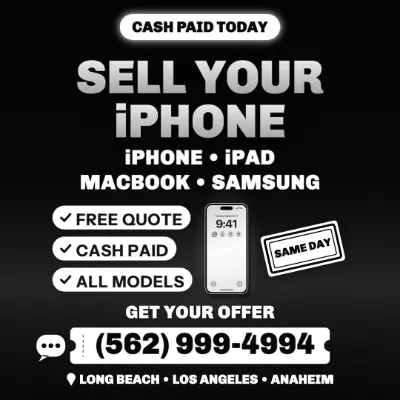 CASH PAID TODAY
SELL YOUR
iPHONE
iPHONE • iPAD
MACBOOK • SAMSUNG
✓ FREE QUOTE
✓ CASH PAID
✓ ALL MODELS
9:41
SAME DAY
GET YOUR OFFER
(562) 999-4994
LONG BEACH • LOS ANGELES • ANAHEIM